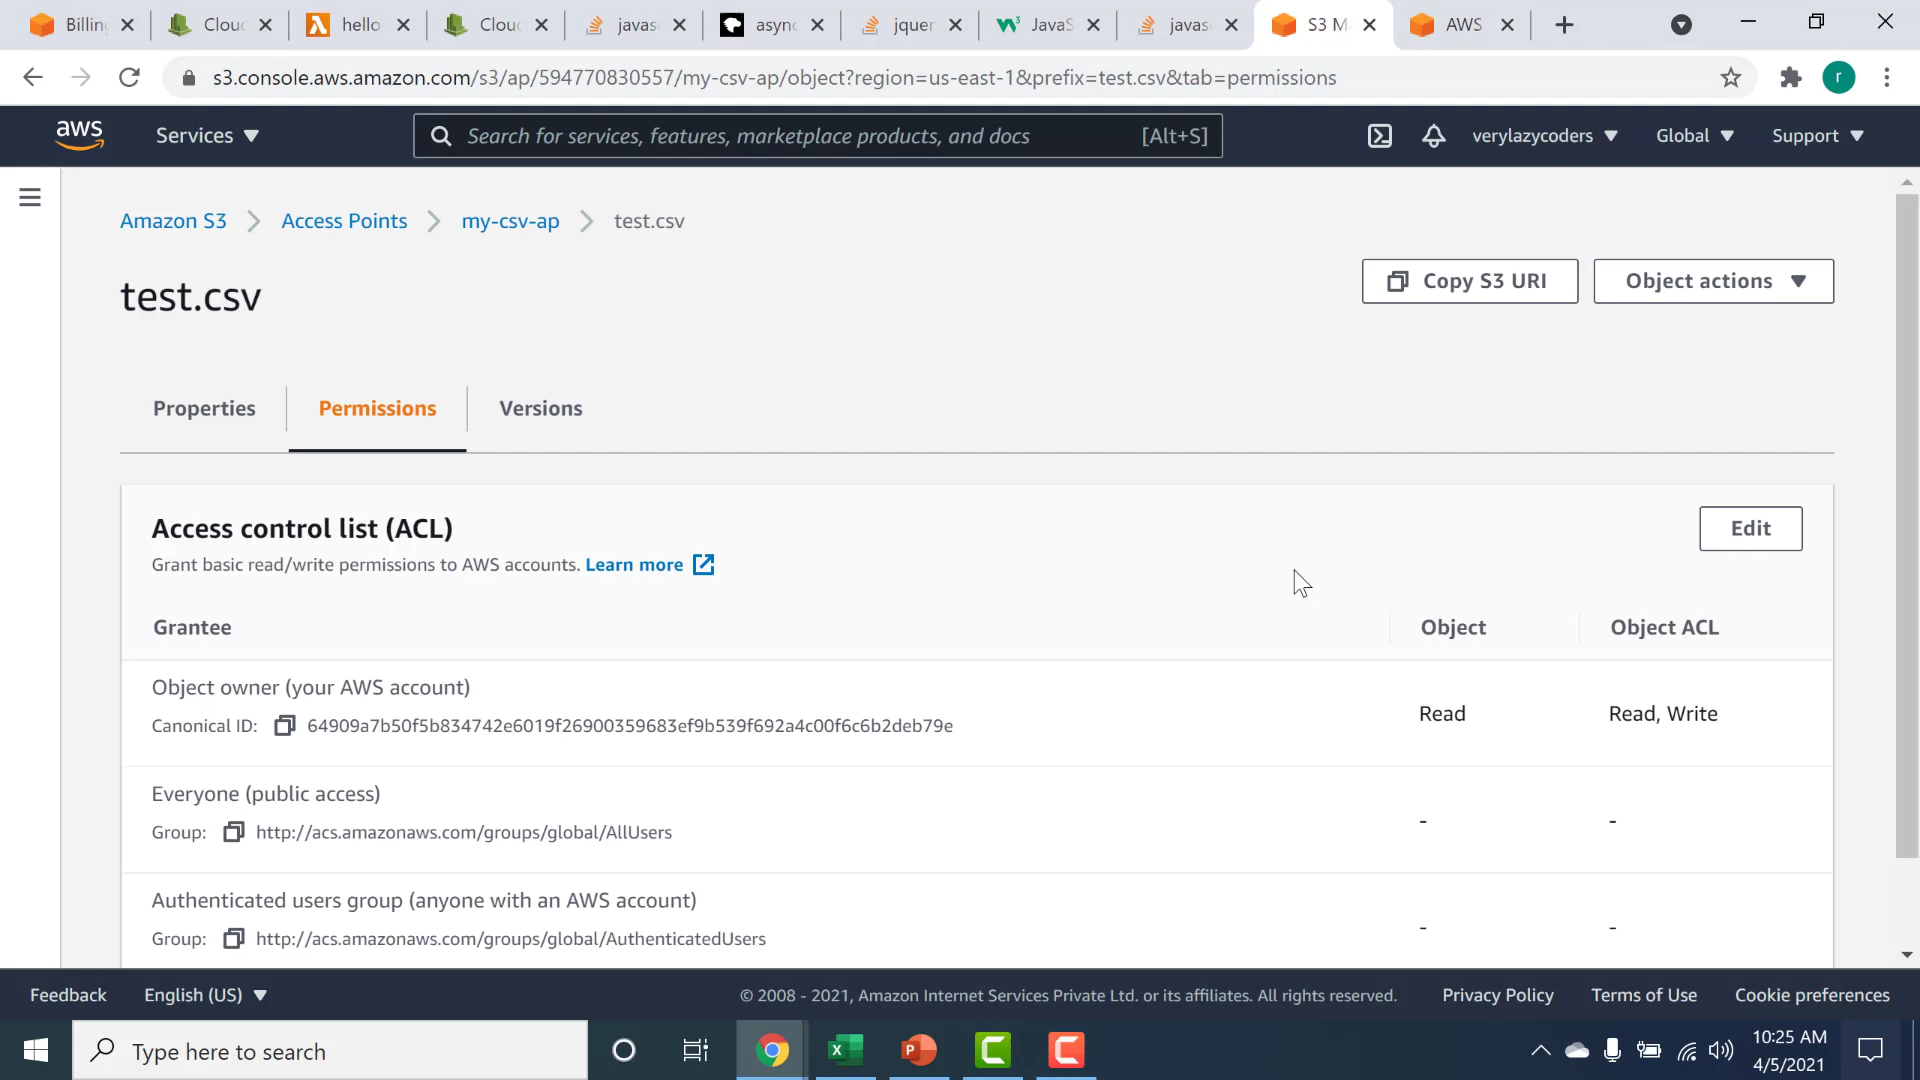 Billin
Clou
hello
Clou
javas
async
jquer
JavaS
javas
S3 M
AWS
s3.console.aws.amazon.com/s3/ap/594770830557/my-csv-ap/object?region=us-east-1&prefix=test.csv&tab=permissions
r
aws
Services
Search for services, features, marketplace products, and docs [Alt+S]
verylazycoders
Global
Support
Amazon S3 > Access Points > my-csv-ap > test.csv
test.csv
Copy S3 URI
Object actions
Properties
Permissions
Versions
Access control list (ACL)
Edit
Grant basic read/write permissions to AWS accounts. Learn more
Grantee Object Object ACL
Object owner (your AWS account)
Canonical ID: 64909a7b50f5b834742e6019f26900359683ef9b539f692a4c00f6c6b2deb79e
Read Read, Write
Everyone (public access)
Group: http://acs.amazonaws.com/groups/global/AllUsers
- -
Authenticated users group (anyone with an AWS account)
Group: http://acs.amazonaws.com/groups/global/AuthenticatedUsers
- -
Feedback English (US) © 2008 - 2021, Amazon Internet Services Private Ltd. or its affiliates. All rights reserved. Privacy Policy Terms of Use Cookie preferences
Type here to search
10:25 AM
4/5/2021